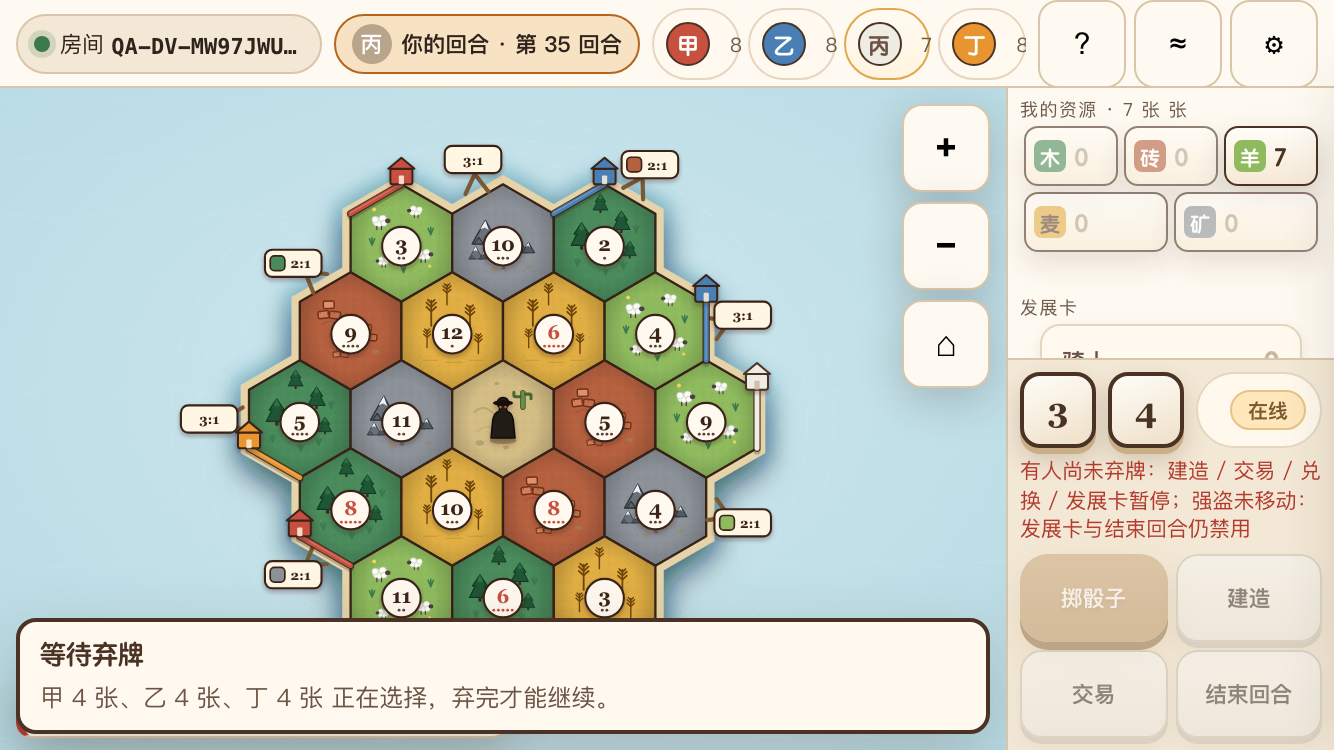 房间 QA-DV-MW97JWU…
丙 你的回合 · 第 35 回合
甲 8 乙 8 丙 7 丁 8
? ≈ ⚙
我的资源 · 7 张 张
木 0 砖 0 羊 7
麦 0 矿 0
发展卡
+
−
⌂
3:1
2:1
3 10 2
2:1
9 12 6 4
3:1
3:1
5 11 5 9
8 10 8 4
2:1
2:1
11 6 3
3 4 在线
有人尚未弃牌：建造 / 交易 / 兑
换 / 发展卡暂停；强盗未移动：
发展卡与结束回合仍禁用
掷骰子 建造
交易 结束回合
等待弃牌
甲 4 张、乙 4 张、丁 4 张 正在选择，弃完才能继续。